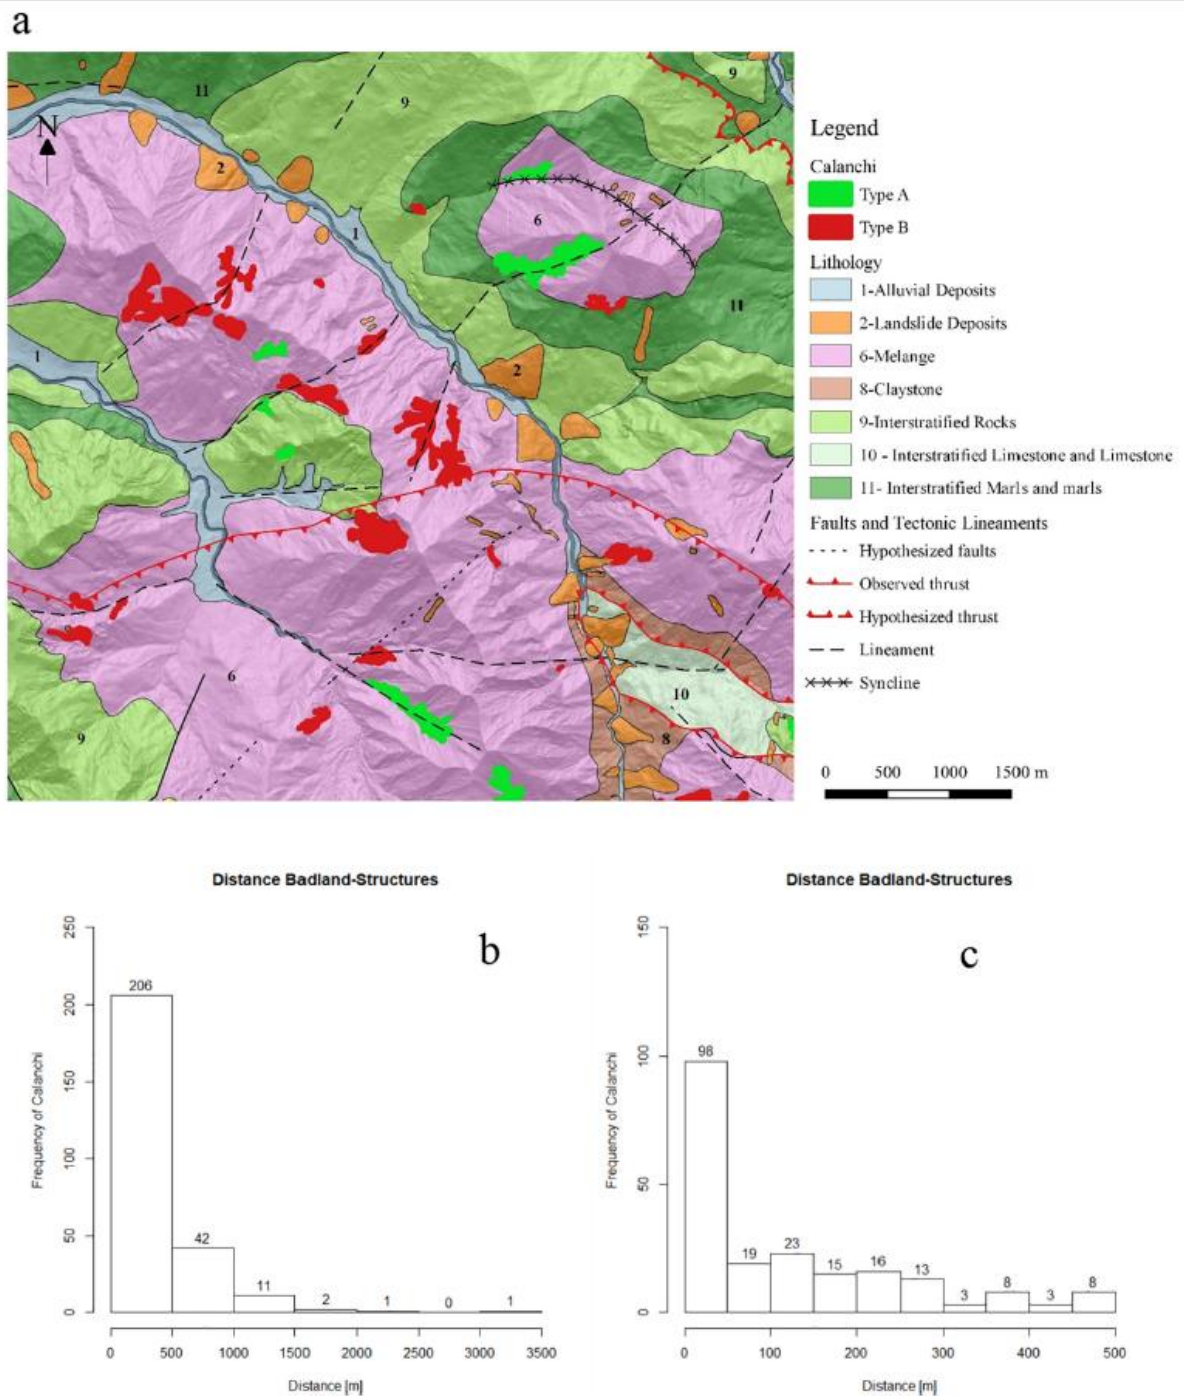 a
11
9
9
N
2
1
6
11
1
2
6
10
9
8
Legend
Calanchi
Type A
Type B
Lithology
1-Alluvial Deposits
2-Landslide Deposits
6-Melange
8-Claystone
9-Interstratified Rocks
10 - Interstratified Limestone and Limestone
11- Interstratified Marls and marls
Faults and Tectonic Lineaments
Hypothesized faults
Observed thrust
Hypothesized thrust
Lineament
Syncline
0 500 1000 1500 m
Distance Badland-Structures
b
Frequency of Calanchi
250
200
150
100
50
0
206
42
11
2
1
0
1
0 500 1000 1500 2000 2500 3000 3500
Distance [m]
Distance Badland-Structures
c
Frequency of Calanchi
150
100
50
0
98
19
23
15
16
13
3
8
3
8
0 100 200 300 400 500
Distance [m]